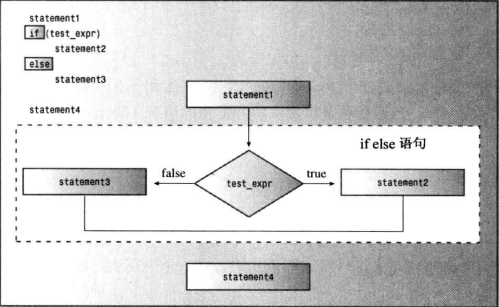 statement1
if (test_expr)
statement2
else
statement3
statement4
statement1
if else 语句
false
true
statement3
test_expr
statement2
statement4